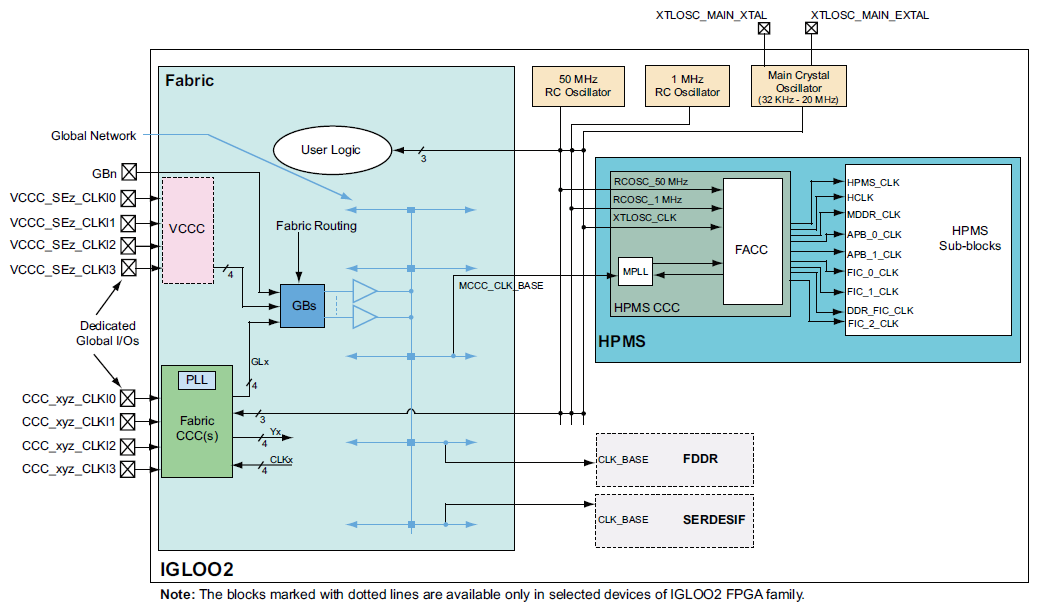 XTLOSC_MAIN_XTAL
XTLOSC_MAIN_EXTAL
Fabric
50 MHz
RC Oscillator
1 MHz
RC Oscillator
Main Crystal
Oscillator
(32 KHz - 20 MHz)
Global Network
User Logic
3
GBn
VCCC_SEz_CLKI0
VCCC_SEz_CLKI1
VCCC_SEz_CLKI2
VCCC_SEz_CLKI3
VCCC
4
Fabric Routing
GBs
MCCC_CLK_BASE
RCOSC_50 MHz
RCOSC_1 MHz
XTLOSC_CLK
FACC
MPLL
HPMS CCC
HPMS
HPMS_CLK
HCLK
MDDR_CLK
APB_0_CLK
APB_1_CLK
FIC_0_CLK
FIC_1_CLK
DDR_FIC_CLK
FIC_2_CLK
HPMS
Sub-blocks
Dedicated
Global I/Os
GLx
4
PLL
Fabric
CCC(s)
CCC_xyz_CLKI0
CCC_xyz_CLKI1
CCC_xyz_CLKI2
CCC_xyz_CLKI3
3
Yx
4
CLKx
4
CLK_BASE
FDDR
CLK_BASE
SERDESIF
IGLOO2
Note: The blocks marked with dotted lines are available only in selected devices of IGLOO2 FPGA family.